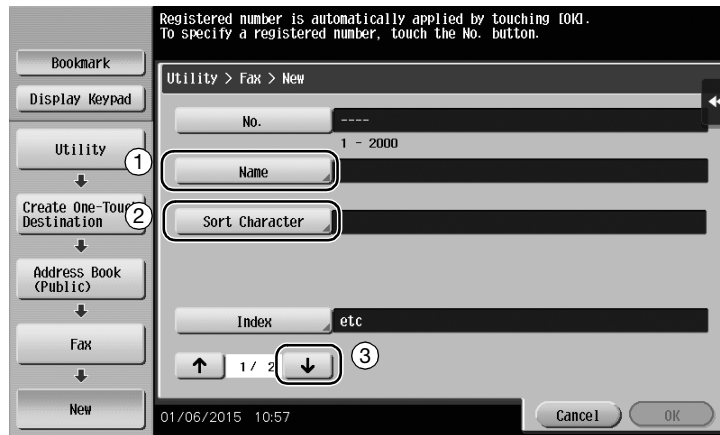 Registered number is automatically applied by touching [OK].
To specify a registered number, touch the No. button.
Bookmark
Display Keypad
Utility
Create One-Touch
Destination
Address Book
(Public)
Fax
New
Utility > Fax > New
No.
----
1 - 2000
1
Name
2
Sort Character
Index
etc
1/ 2
3
01/06/2015 10:57
Cancel
OK